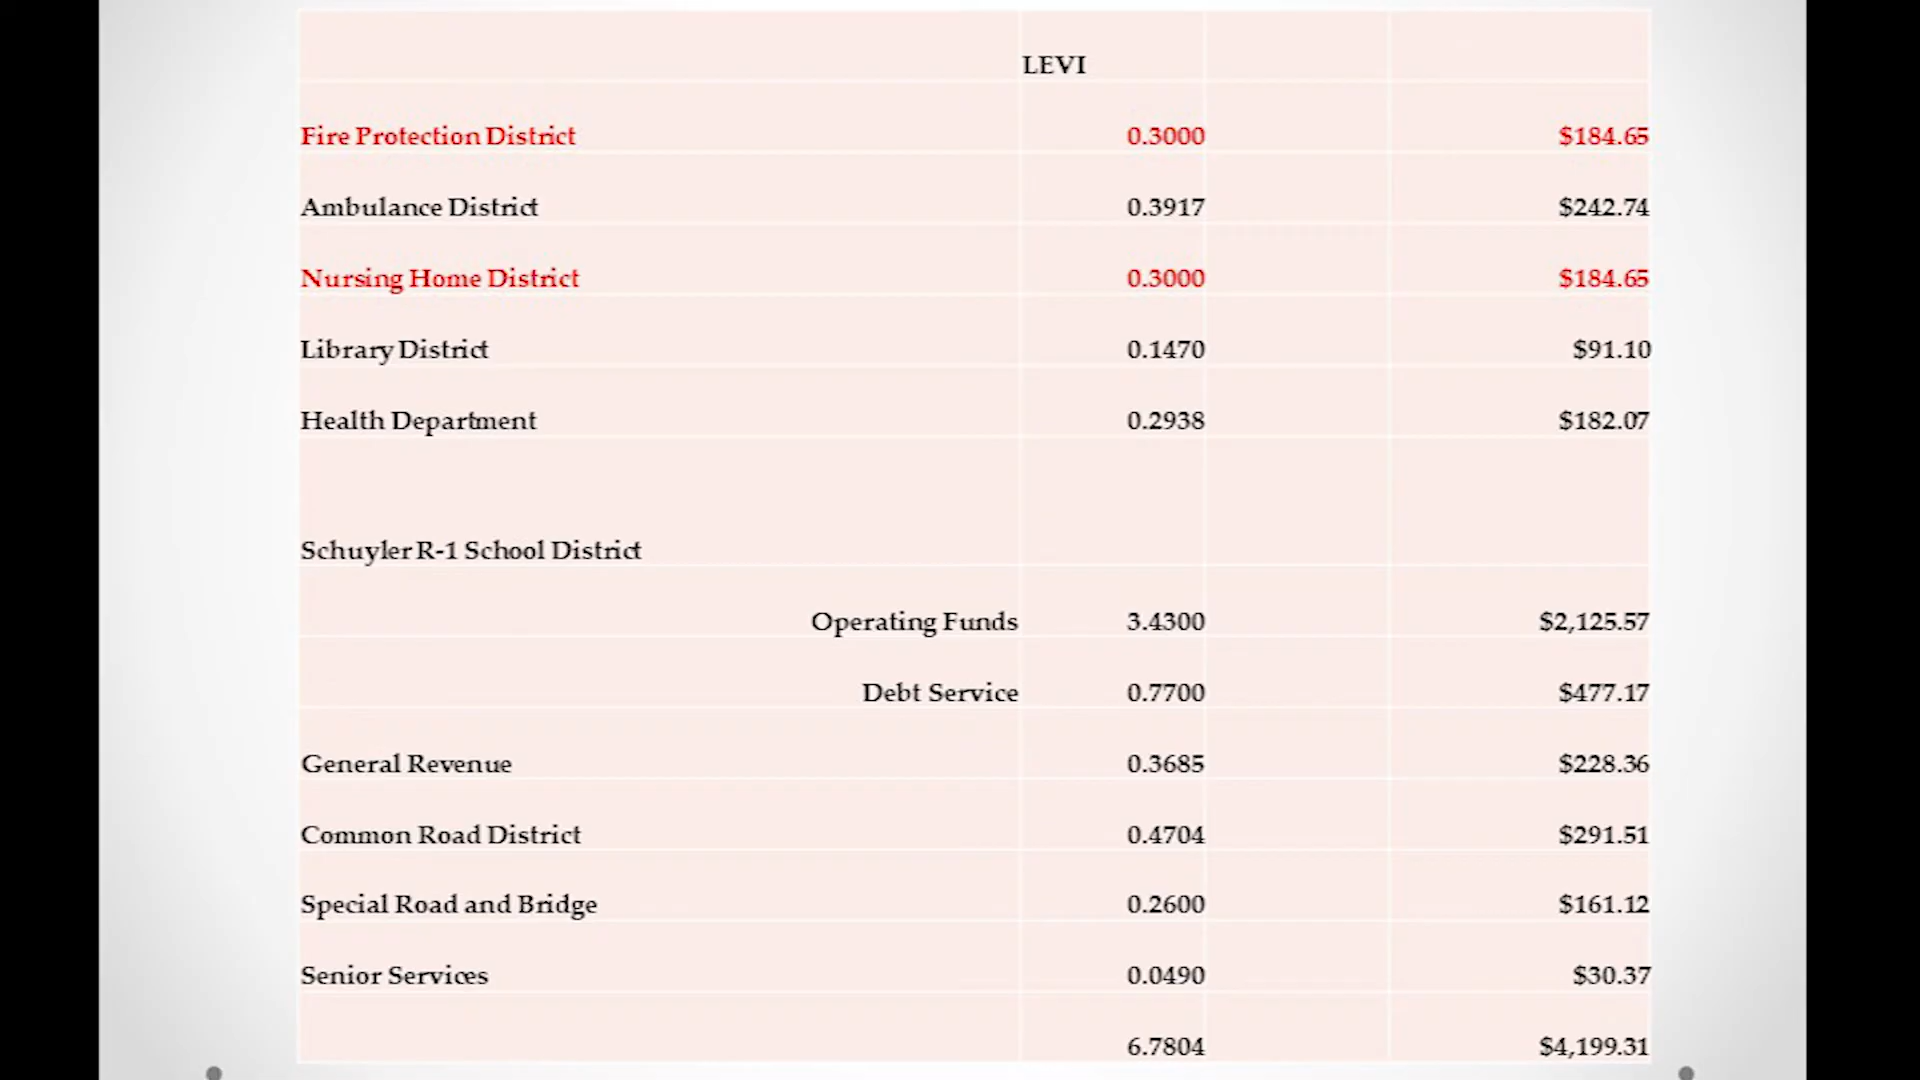 LEVI
Fire Protection District 0.3000 $184.65
Ambulance District 0.3917 $242.74
Nursing Home District 0.3000 $184.65
Library District 0.1470 $91.10
Health Department 0.2938 $182.07
Schuyler R-1 School District
Operating Funds 3.4300 $2,125.57
Debt Service 0.7700 $477.17
General Revenue 0.3685 $228.36
Common Road District 0.4704 $291.51
Special Road and Bridge 0.2600 $161.12
Senior Services 0.0490 $30.37
6.7804 $4,199.31